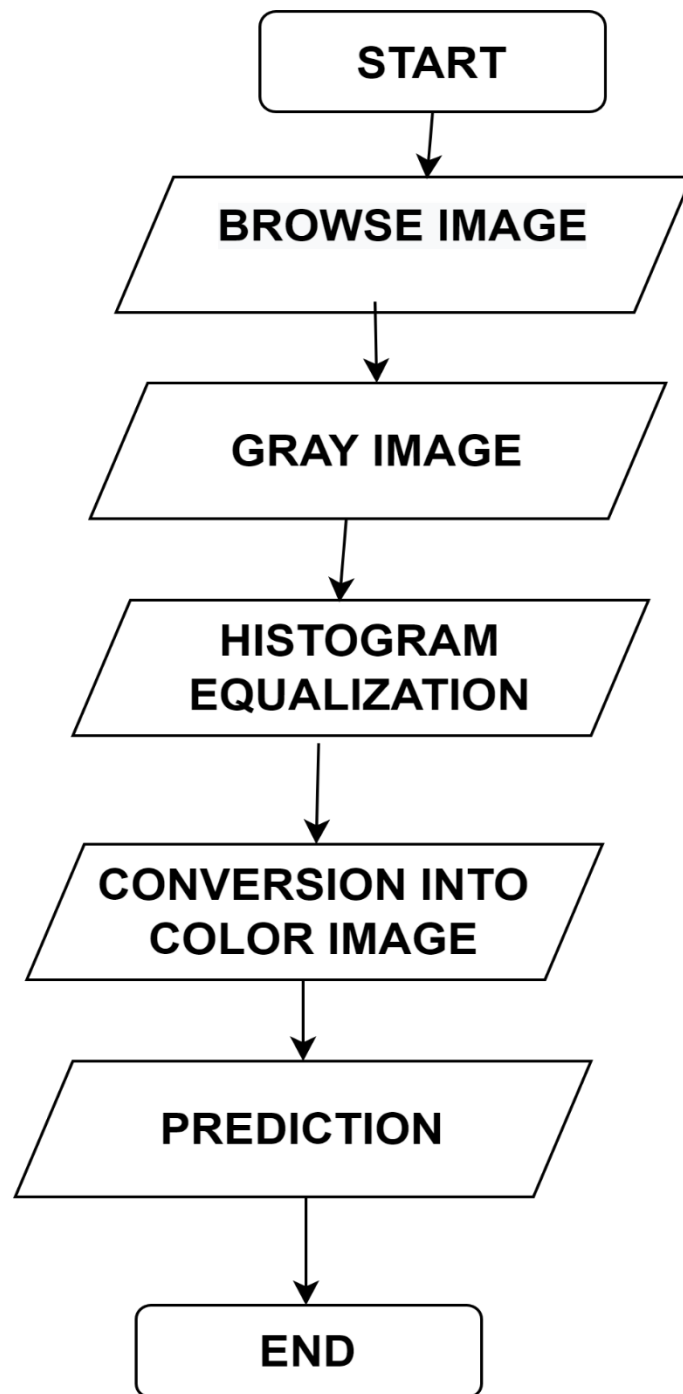 START
BROWSE IMAGE
GRAY IMAGE
HISTOGRAM
EQUALIZATION
CONVERSION INTO
COLOR IMAGE
PREDICTION
END